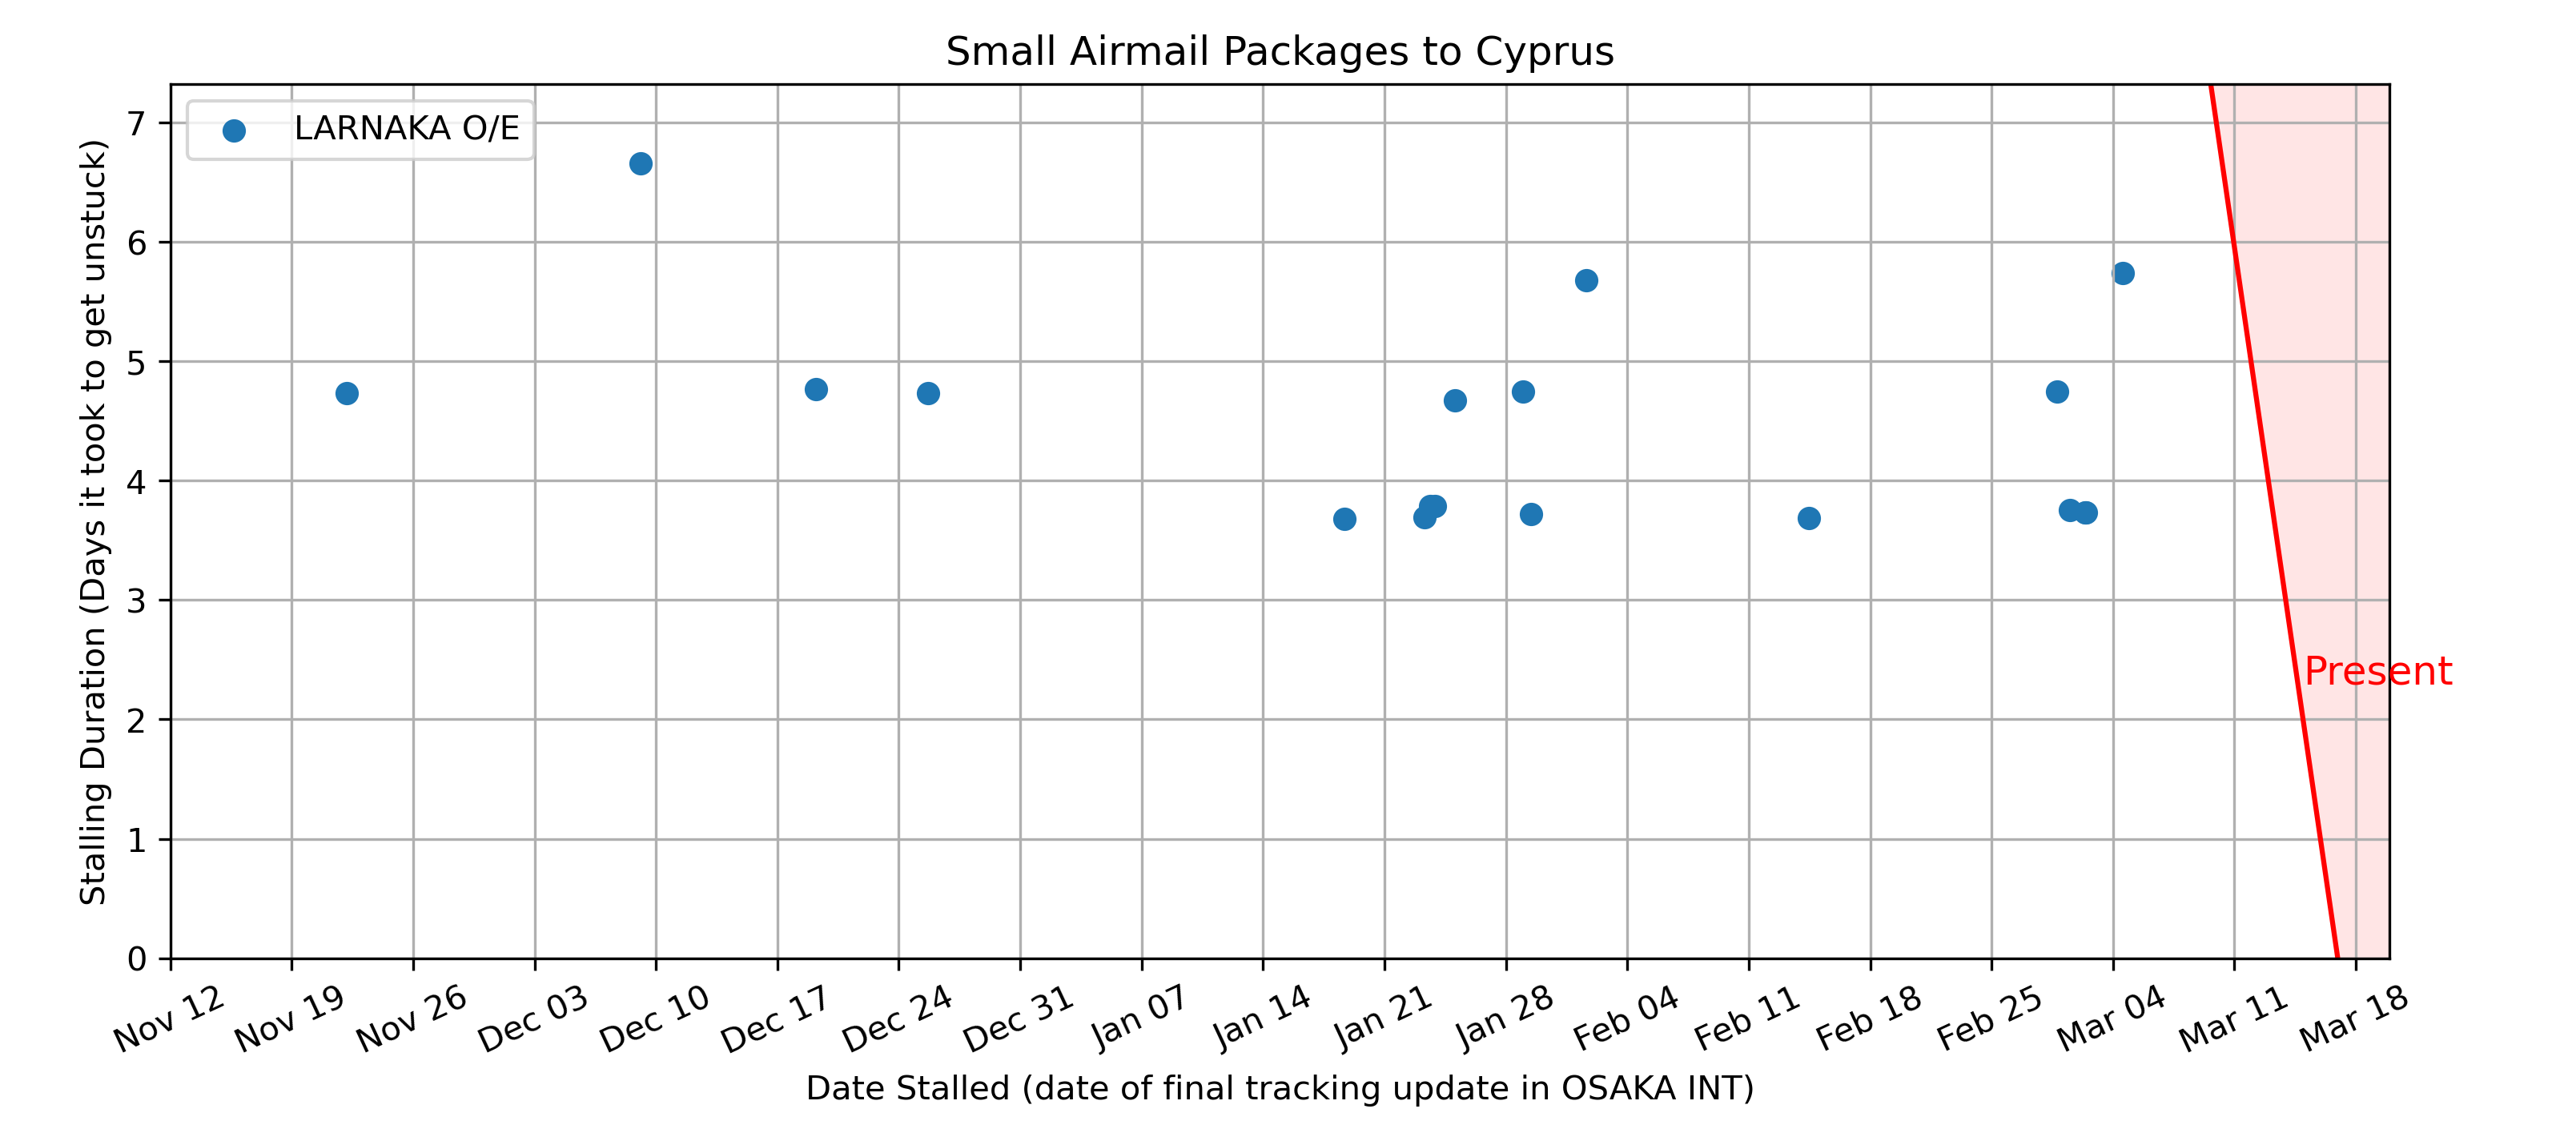 Small Airmail Packages to Cyprus
LARNAKA O/E
Stalling Duration (Days it took to get unstuck)
7
6
5
4
3
2
1
0
Present
Nov 12
Nov 19
Nov 26
Dec 03
Dec 10
Dec 17
Dec 24
Dec 31
Jan 07
Jan 14
Jan 21
Jan 28
Feb 04
Feb 11
Feb 18
Feb 25
Mar 04
Mar 11
Mar 18
Date Stalled (date of final tracking update in OSAKA INT)